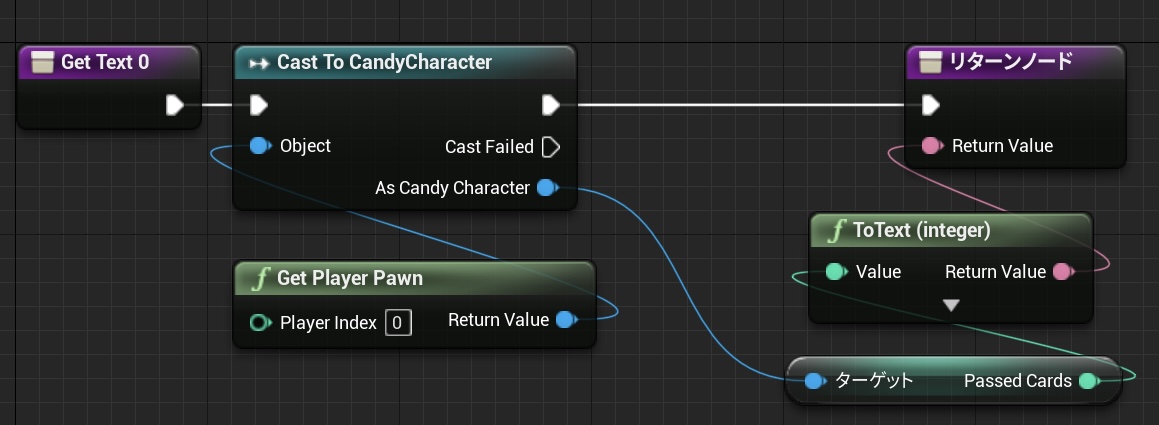 Get Text 0
Cast To CandyCharacter
Object
Cast Failed
As Candy Character
Get Player Pawn
Player Index 0
Return Value
リターンノード
Return Value
ToText (integer)
Value
Return Value
ターゲット
Passed Cards